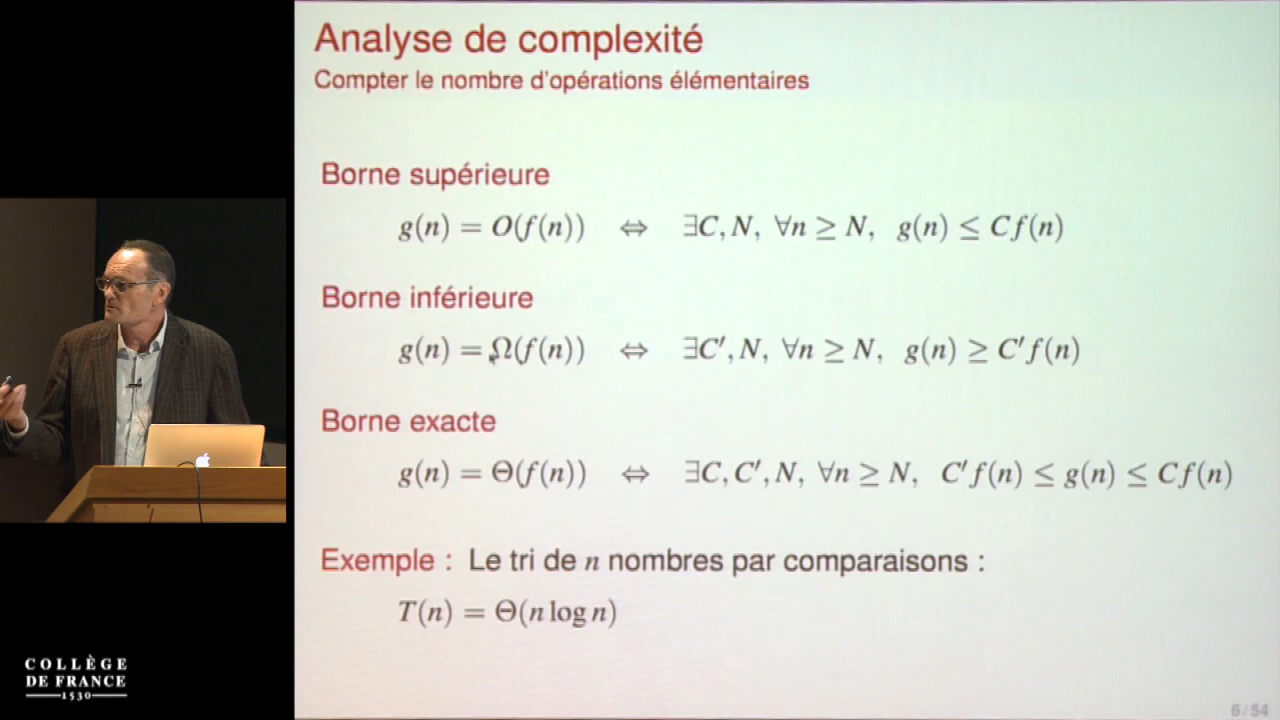 Analyse de complexité
Compter le nombre d'opérations élémentaires
Borne supérieure
g(n) = O(f(n)) ⇔ ∃C, N, ∀n ≥ N, g(n) ≤ Cf(n)
Borne inférieure
g(n) = Ω(f(n)) ⇔ ∃C′, N, ∀n ≥ N, g(n) ≥ C′f(n)
Borne exacte
g(n) = Θ(f(n)) ⇔ ∃C, C′, N, ∀n ≥ N, C′f(n) ≤ g(n) ≤ Cf(n)
Exemple : Le tri de n nombres par comparaisons :
T(n) = Θ(n log n)
COLLÈGE
DE FRANCE
1530
6 / 54